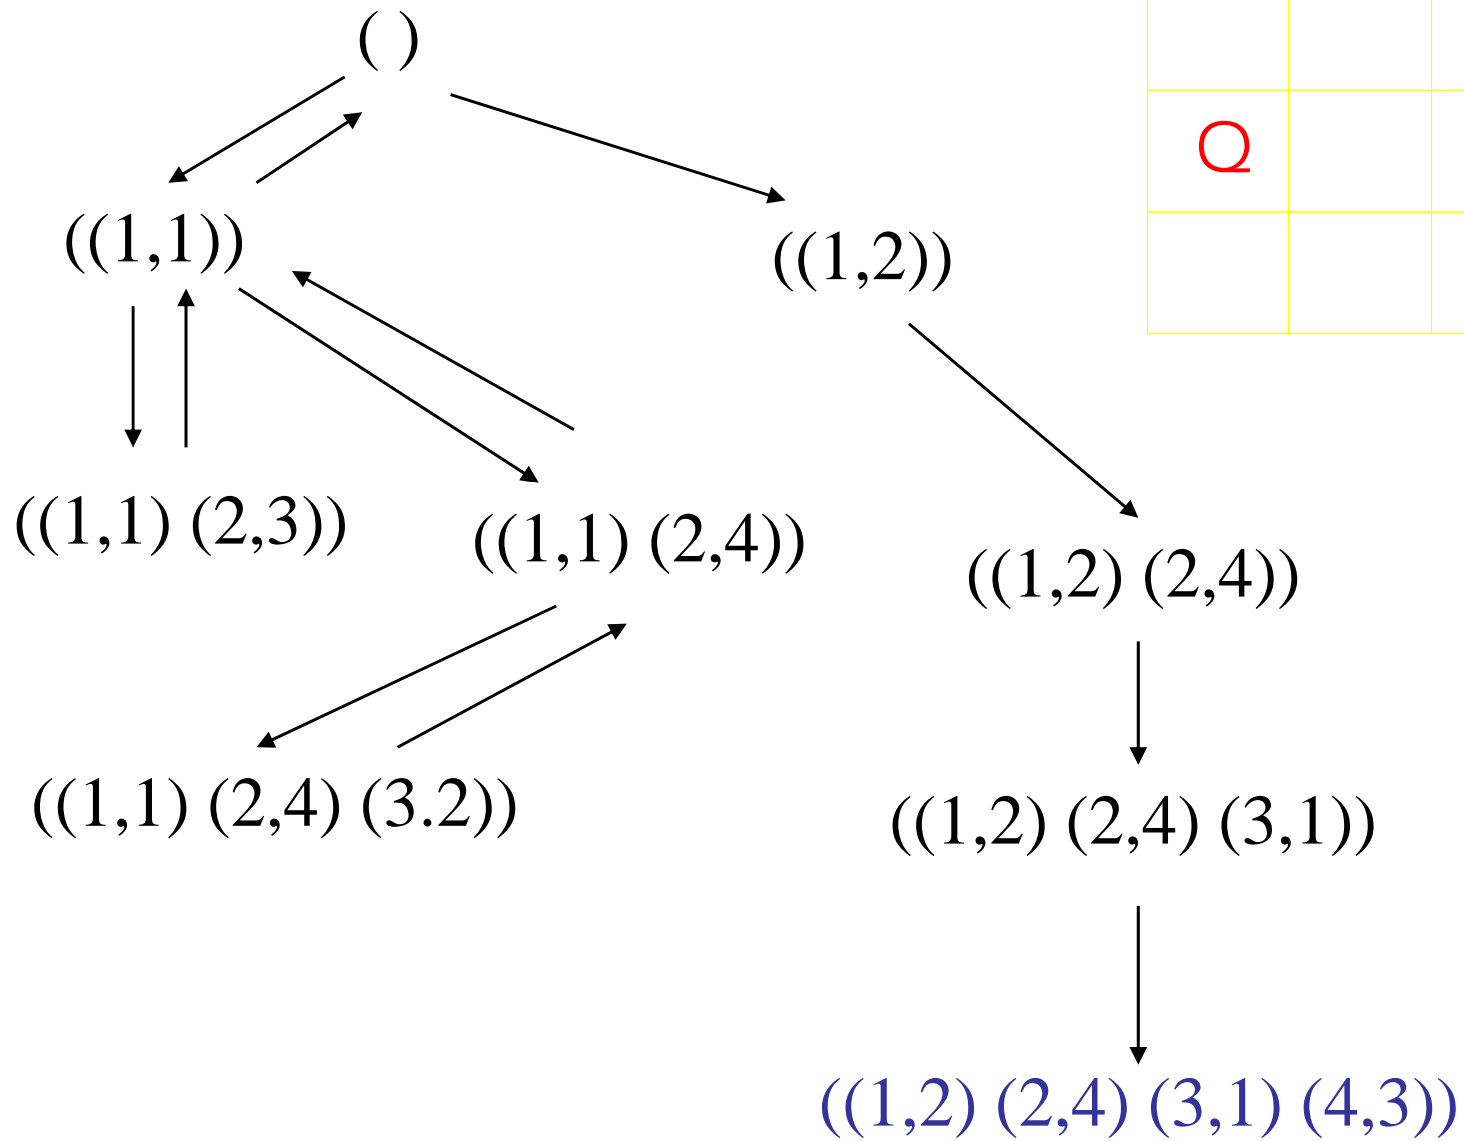 ( )
Q
((1,1))
((1,2))
((1,1) (2,3))
((1,1) (2,4))
((1,2) (2,4))
((1,1) (2,4) (3.2))
((1,2) (2,4) (3,1))
((1,2) (2,4) (3,1) (4,3))